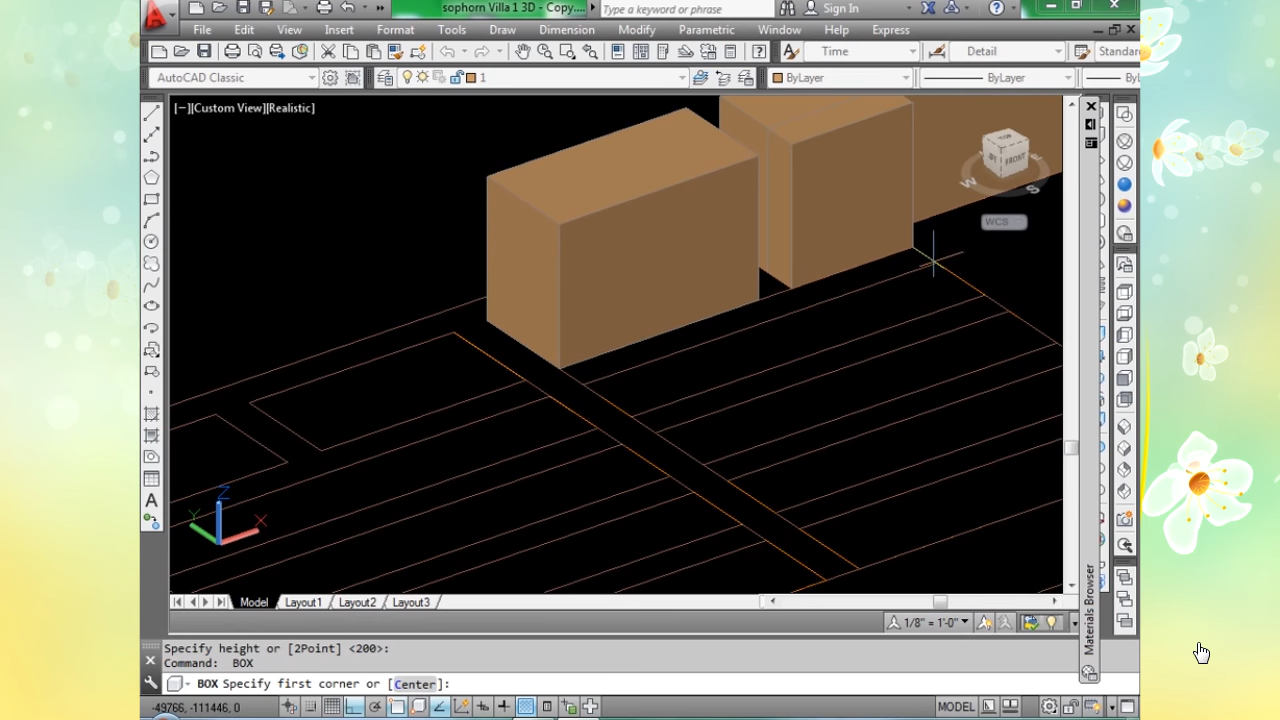 sophorn Villa 1 3D - Copy....
Type a keyword or phrase
Sign In
File Edit View Insert Format Tools Draw Dimension Modify Parametric Window Help Express
Time Detail Standard
AutoCAD Classic 1 ByLayer ByLayer
[−][Custom View][Realistic]
TOP
FRONT
W S
WCS
Z
Y X
Materials Browser
Model Layout1 Layout2 Layout3
1/8" = 1'-0"
Specify height or [2Point] <200>:
Command: BOX
BOX Specify first corner or [Center]:
-49766, -111446, 0 MODEL